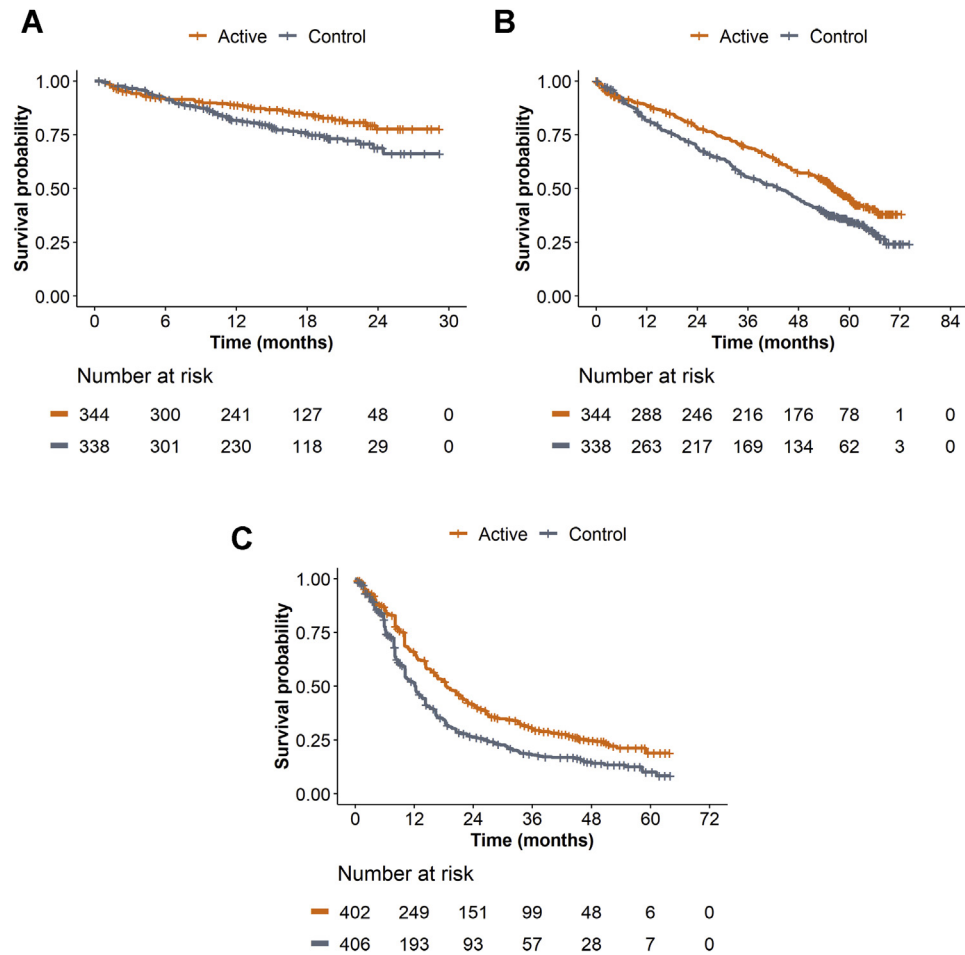 A
Active Control
Survival probability
1.00
0.75
0.50
0.25
0.00
0 6 12 18 24 30
Time (months)
Number at risk
344 300 241 127 48 0
338 301 230 118 29 0
B
Active Control
Survival probability
1.00
0.75
0.50
0.25
0.00
0 12 24 36 48 60 72 84
Time (months)
Number at risk
344 288 246 216 176 78 1 0
338 263 217 169 134 62 3 0
C
Active Control
Survival probability
1.00
0.75
0.50
0.25
0.00
0 12 24 36 48 60 72
Time (months)
Number at risk
402 249 151 99 48 6 0
406 193 93 57 28 7 0